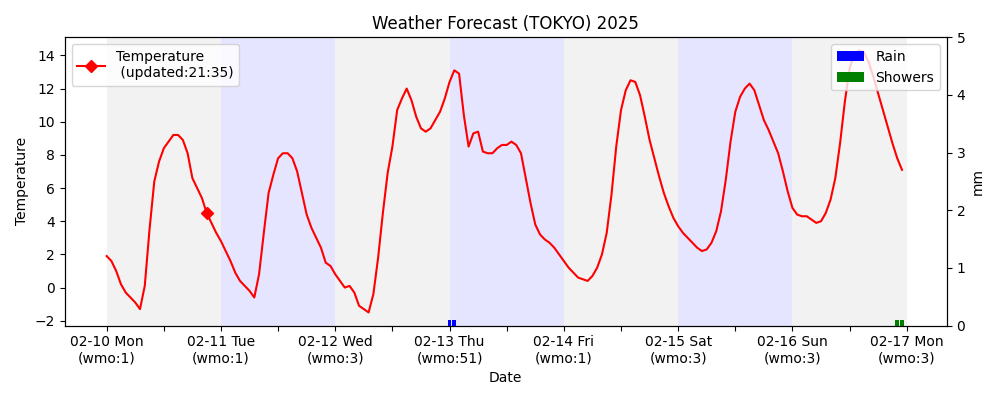 Weather Forecast (TOKYO) 2025
Temperature
(updated:21:35)
Rain
Showers
Temperature
14
12
10
8
6
4
2
0
−2
5
4
3
2
1
0
mm
02-10 Mon
(wmo:1)
02-11 Tue
(wmo:1)
02-12 Wed
(wmo:3)
02-13 Thu
(wmo:51)
02-14 Fri
(wmo:1)
02-15 Sat
(wmo:3)
02-16 Sun
(wmo:3)
02-17 Mon
(wmo:3)
Date